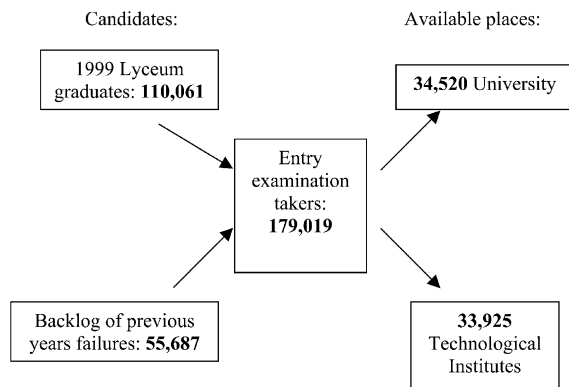 Candidates:
Available places:
1999 Lyceum
graduates: 110,061
34,520 University
Entry
examination
takers:
179,019
Backlog of previous
years failures: 55,687
33,925
Technological
Institutes